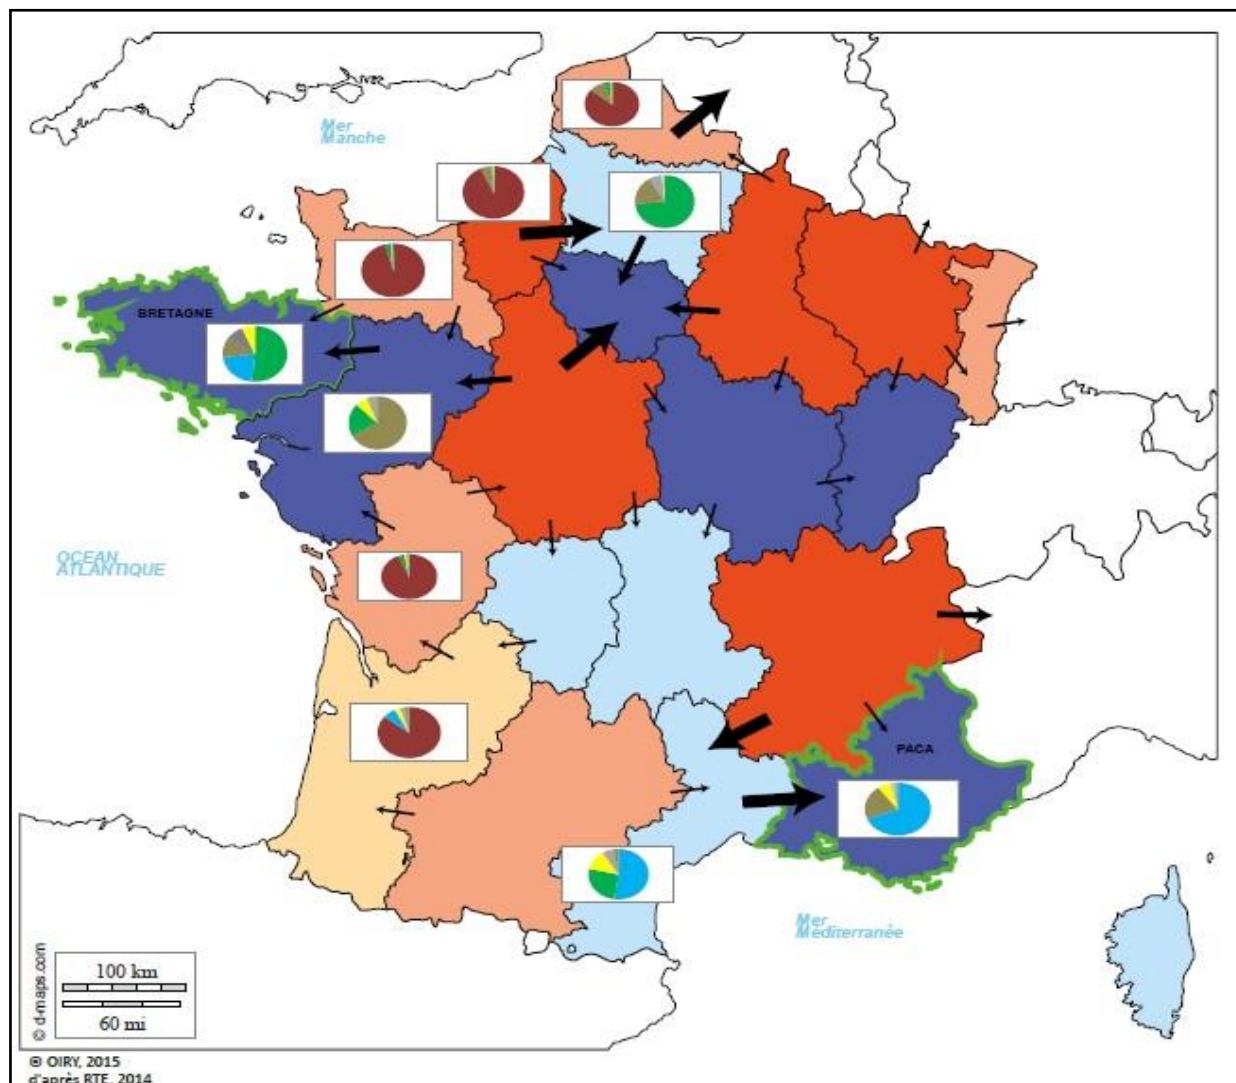 Mer
Manche
BRETAGNE
OCEAN
ATLANTIQUE
PACA
Mer
Méditerranée
© d-maps.com
100 km
60 mi
© OIRY, 2015
d'après RTE, 2014